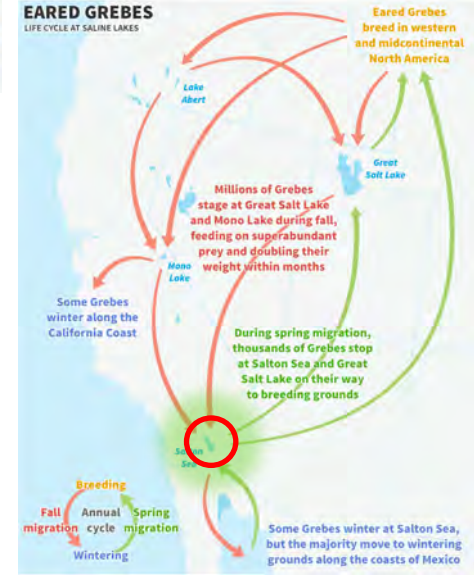 EARED GREBES
LIFE CYCLE AT SALINE LAKES
Eared Grebes
breed in western
and midcontinental
North America
Lake
Abert
Great
Salt Lake
Millions of Grebes
stage at Great Salt Lake
and Mono Lake during fall,
feeding on superabundant
prey and doubling their
weight within months
Mono
Lake
Some Grebes
winter along the
California Coast
During spring migration,
thousands of Grebes stop
at Salton Sea and Great
Salt Lake on their way
to breeding grounds
Salton
Sea
Breeding
Fall
migration
Annual
cycle
Spring
migration
Wintering
Some Grebes winter at Salton Sea,
but the majority move to wintering
grounds along the coasts of Mexico